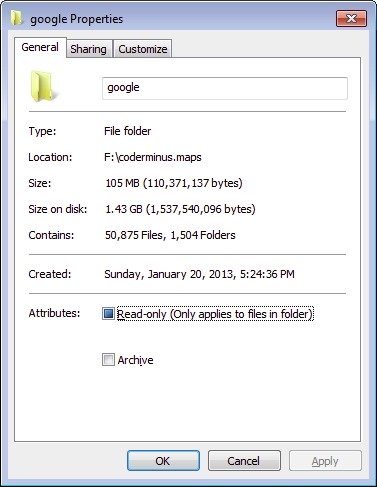 google Properties
General Sharing Customize
google
Type: File folder
Location: F:\coderminus.maps
Size: 105 MB (110,371,137 bytes)
Size on disk: 1.43 GB (1,537,540,096 bytes)
Contains: 50,875 Files, 1,504 Folders
Created: Sunday, January 20, 2013, 5:24:36 PM
Attributes: Read-only (Only applies to files in folder)
Archive
OK Cancel Apply